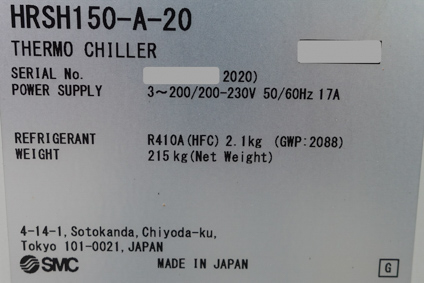 HRSH150-A-20
THERMO CHILLER
SERIAL No. 2020)
POWER SUPPLY 3~200/200-230V 50/60Hz 17A
REFRIGERANT R410A(HFC) 2.1kg (GWP:2088)
WEIGHT 215kg(Net Weight)
4-14-1, Sotokanda, Chiyoda-ku,
Tokyo 101-0021, JAPAN
SMC MADE IN JAPAN G